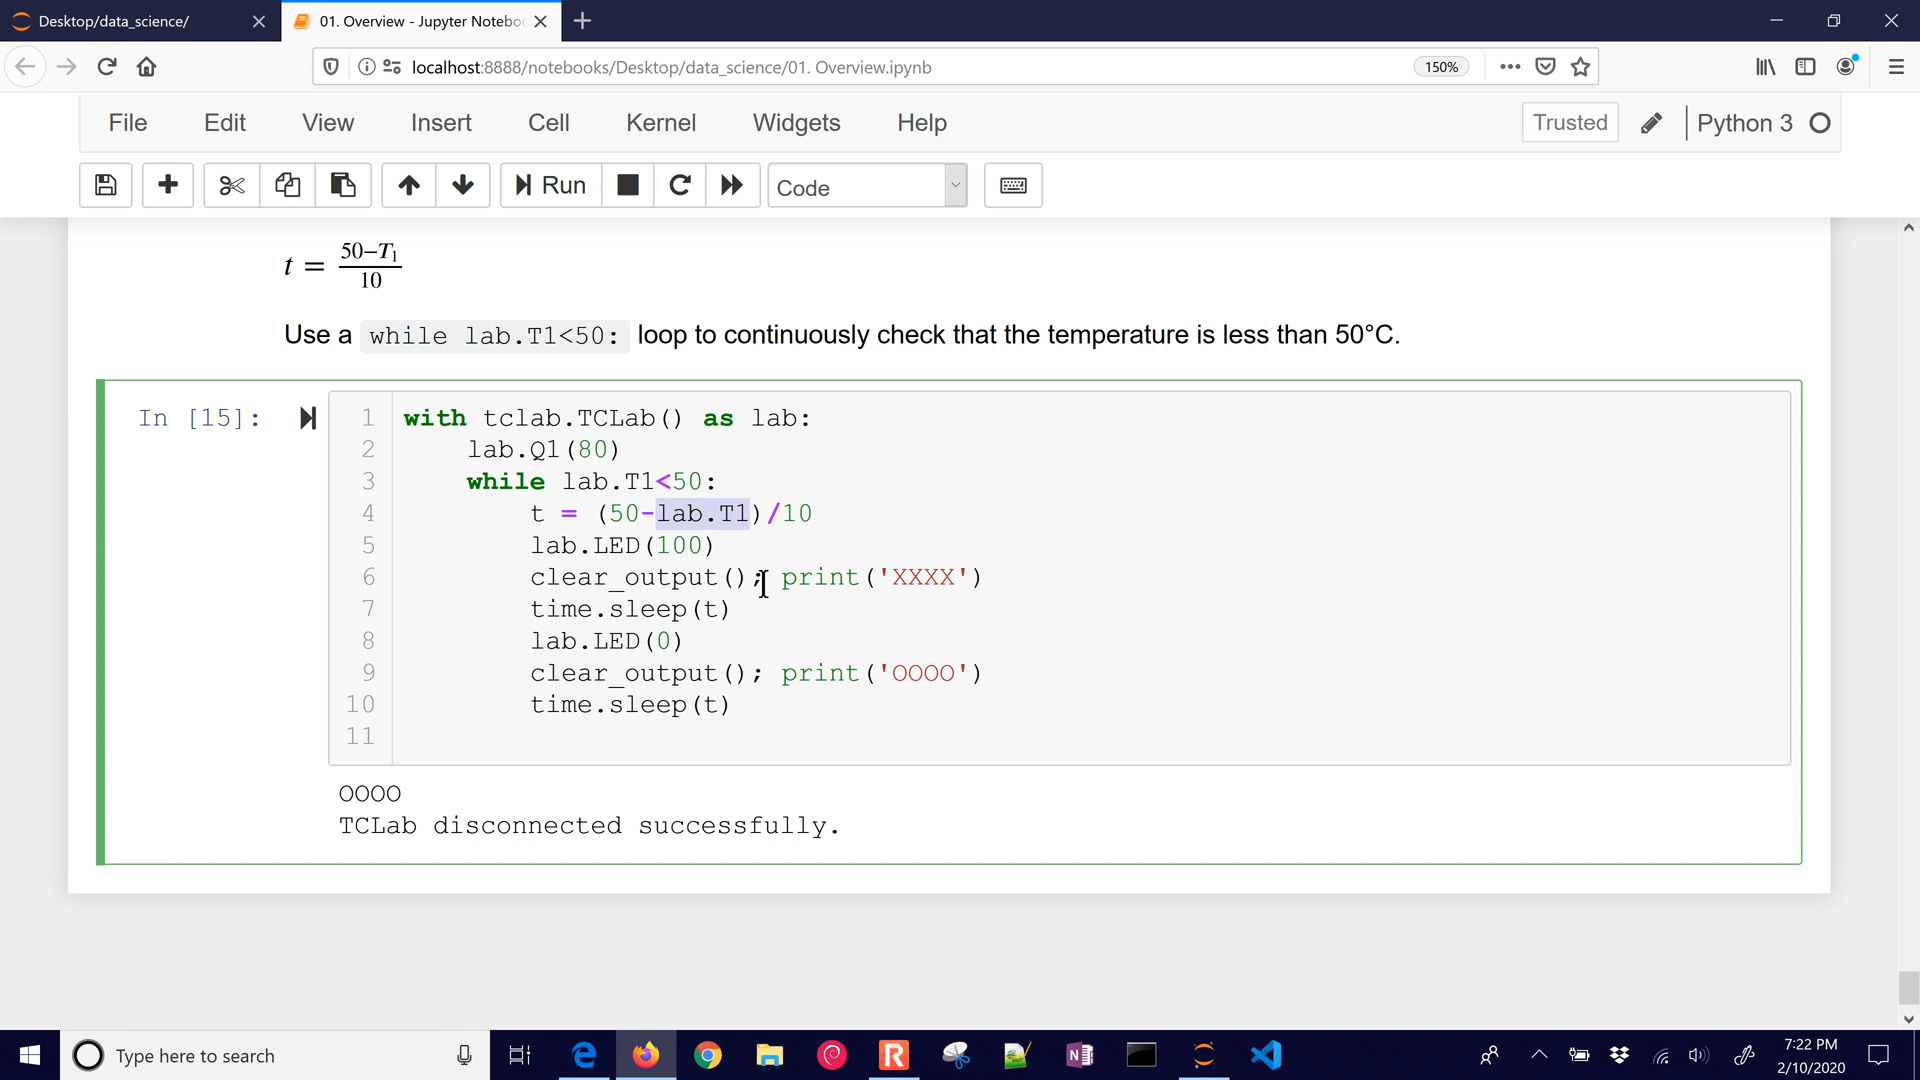 Desktop/data_science/
01. Overview - Jupyter Notebo
localhost:8888/notebooks/Desktop/data_science/01. Overview.ipynb
150%
File Edit View Insert Cell Kernel Widgets Help
Trusted
Python 3
Run
Code
t = 50−T1
10
Use a while lab.T1<50: loop to continuously check that the temperature is less than 50°C.
In [15]:
1 with tclab.TCLab() as lab:
2 lab.Q1(80)
3 while lab.T1<50:
4 t = (50-lab.T1)/10
5 lab.LED(100)
6 clear_output(); print('XXXX')
7 time.sleep(t)
8 lab.LED(0)
9 clear_output(); print('OOOO')
10 time.sleep(t)
11
OOOO
TCLab disconnected successfully.
Type here to search
7:22 PM
2/10/2020